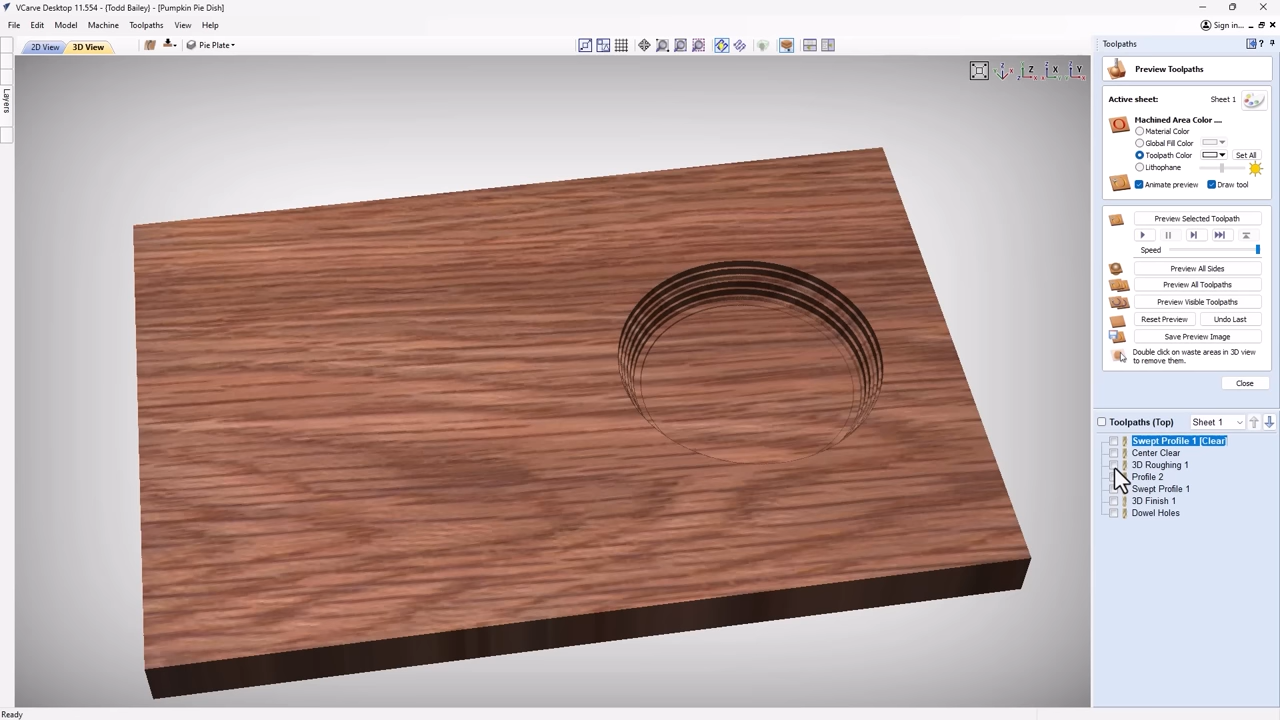 VCarve Desktop 11.554 - {Todd Bailey} - [Pumpkin Pie Dish]
File Edit Model Machine Toolpaths View Help
Sign in...
2D View 3D View Pie Plate
Z X Y
Layers
Toolpaths
Preview Toolpaths
Active sheet: Sheet 1
Machined Area Color ....
Material Color
Global Fill Color
Toolpath Color Set All
Lithophane
Animate preview Draw tool
Preview Selected Toolpath
Speed
Preview All Sides
Preview All Toolpaths
Preview Visible Toolpaths
Reset Preview Undo Last
Save Preview Image
Double click on waste areas in 3D view
to remove them.
Close
Toolpaths (Top) Sheet 1
Swept Profile 1 [Clear]
Center Clear
3D Roughing 1
Profile 2
Swept Profile 1
3D Finish 1
Dowel Holes
Ready